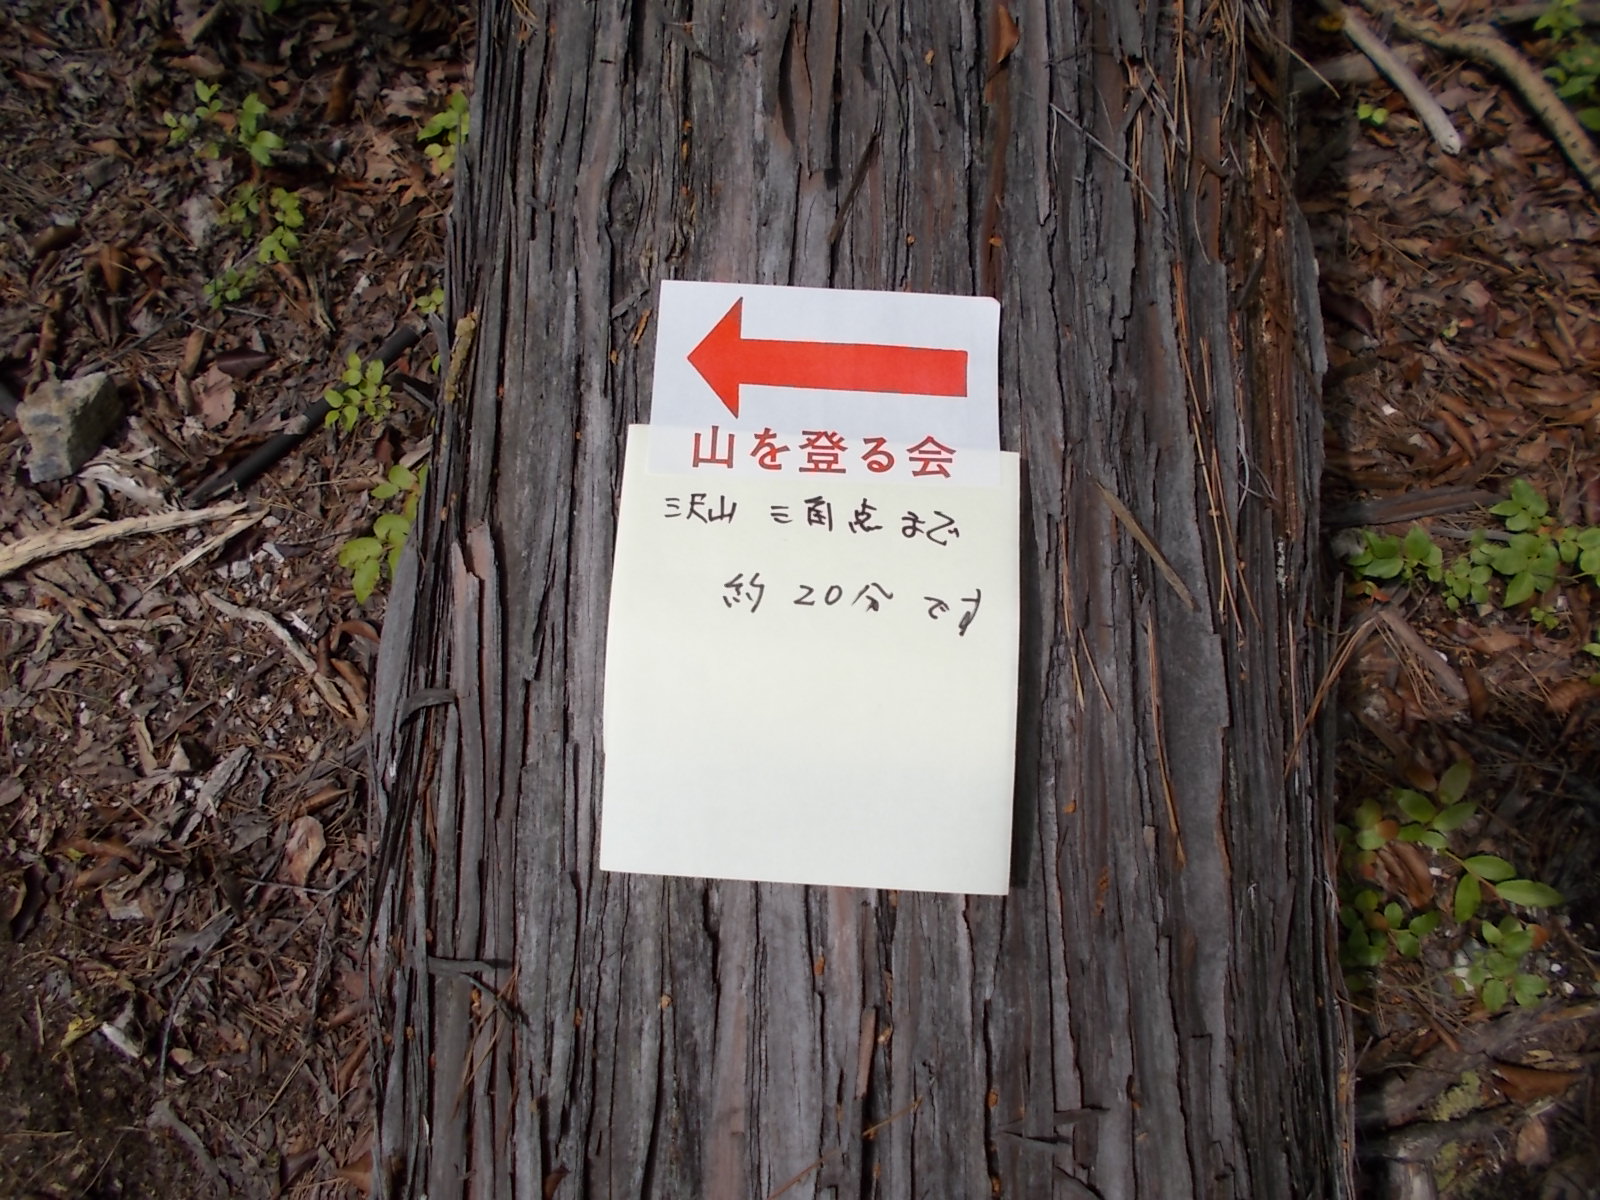 山を登る会
三沢山 三角点まで
約 20分 です